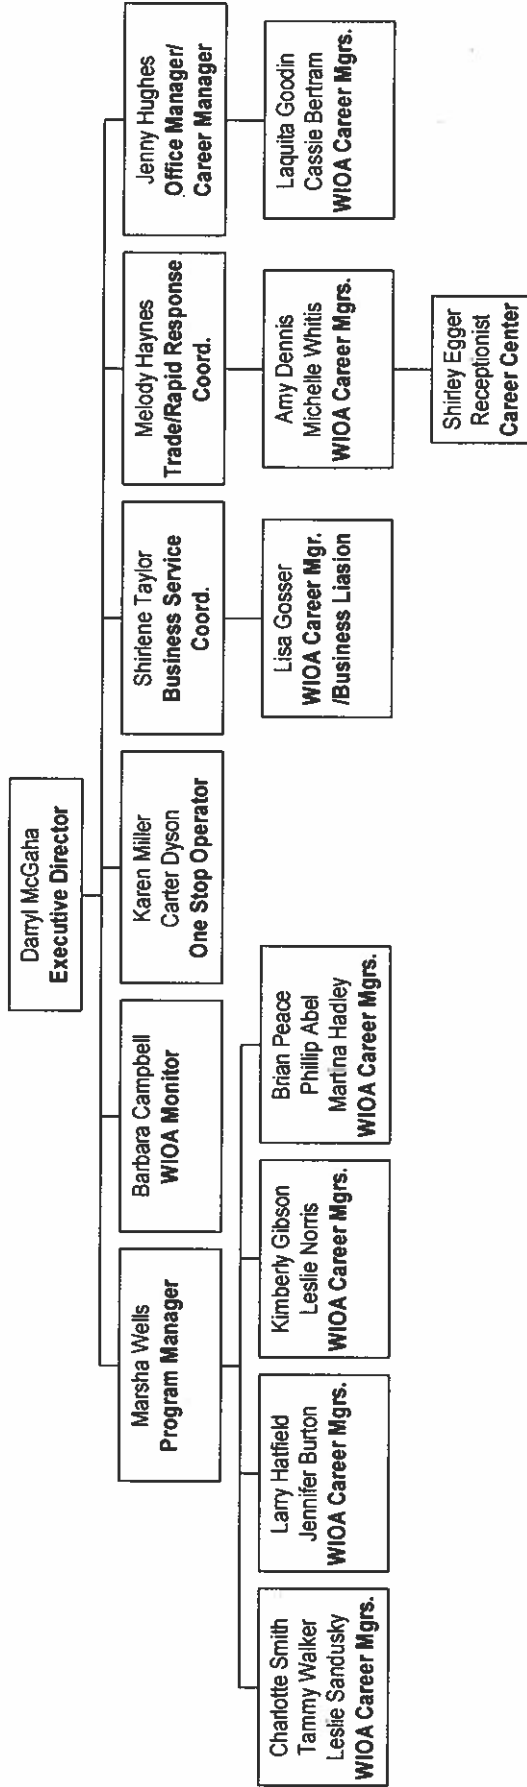 Darryl McGaha
Executive Director
Marsha Wells
Program Manager
Barbara Campbell
WIOA Monitor
Karen Miller
Carter Dyson
One Stop Operator
Shirlene Taylor
Business Service
Coord.
Melody Haynes
Trade/Rapid Response
Coord.
Jenny Hughes
Office Manager/
Career Manager
Charlotte Smith
Tammy Walker
Leslie Sandusky
WIOA Career Mgrs.
Larry Hatfield
Jennifer Burton
WIOA Career Mgrs.
Kimberly Gibson
Leslie Norris
WIOA Career Mgrs.
Brian Peace
Phillip Abel
Martina Hadley
WIOA Career Mgrs.
Lisa Gosser
WIOA Career Mgr.
/Business Liasion
Amy Dennis
Michelle Whitis
WIOA Career Mgrs.
Laquita Goodin
Cassie Bertram
WIOA Career Mgrs.
Shirley Egger
Receptionist
Career Center